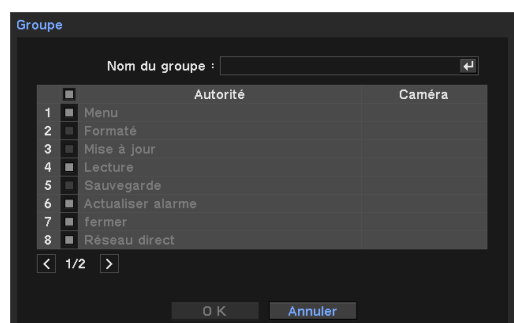 Groupe
Nom du groupe :
Autorité Caméra
1 Menu
2 Formaté
3 Mise à jour
4 Lecture
5 Sauvegarde
6 Actualiser alarme
7 fermer
8 Réseau direct
< 1/2 >
OK Annuler